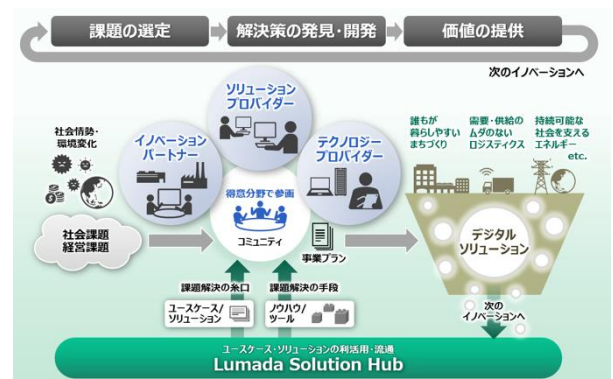 課題の選定
解決策の発見・開発
価値の提供
次のイノベーションへ
社会情勢・
環境変化
イノベーション
パートナー
ソリューション
プロバイダー
テクノロジー
プロバイダー
誰もが
暮らしやすい
まちづくり
需要・供給の
ムダのない
ロジスティクス
持続可能な
社会を支える
エネルギー
etc.
社会課題
経営課題
得意分野で参画
コミュニティ
事業プラン
デジタル
ソリューション
課題解決の糸口
課題解決の手段
ユースケース/
ソリューション
ノウハウ/
ツール
次の
イノベーションへ
ユースケース・ソリューションの利活用・流通
Lumada Solution Hub